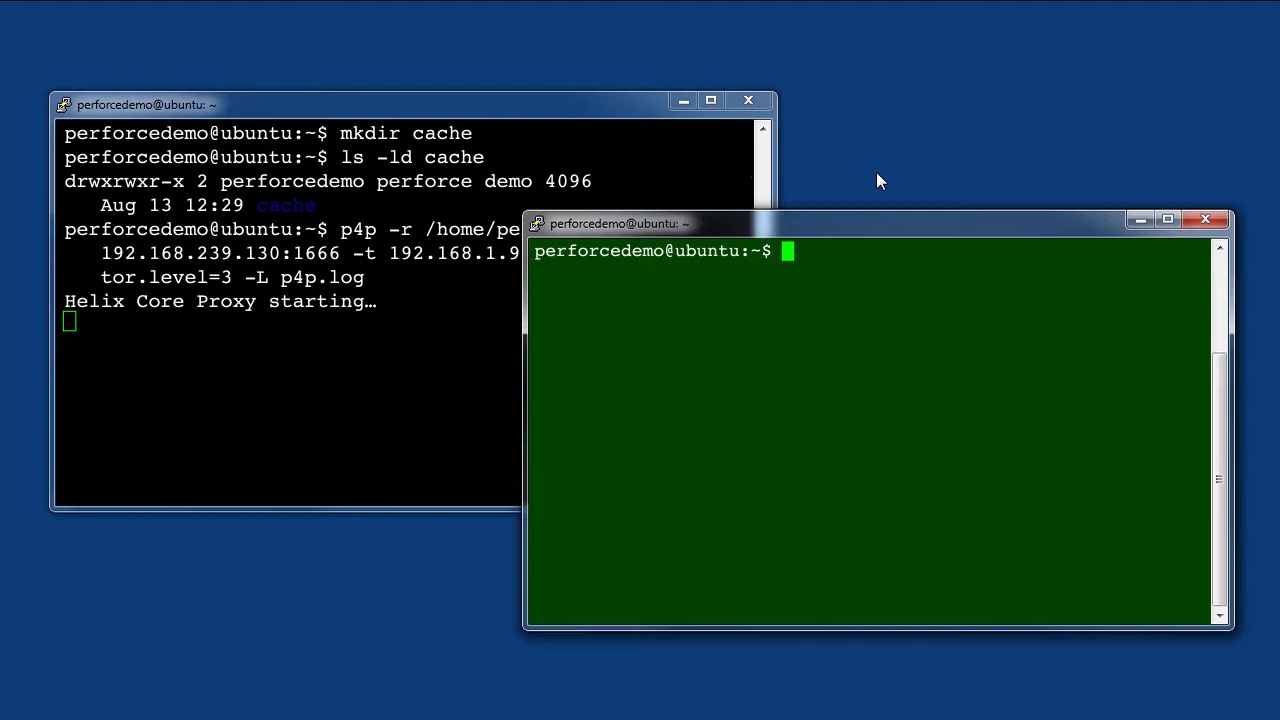 perforcedemo@ubuntu: ~
perforcedemo@ubuntu:~$ mkdir cache
perforcedemo@ubuntu:~$ ls -ld cache
drwxrwxr-x 2 perforcedemo perforce demo 4096
Aug 13 12:29 cache
perforcedemo@ubuntu:~$ p4p -r /home/pe
192.168.239.130:1666 -t 192.168.1.9
tor.level=3 -L p4p.log
Helix Core Proxy starting…
perforcedemo@ubuntu: ~
perforcedemo@ubuntu:~$